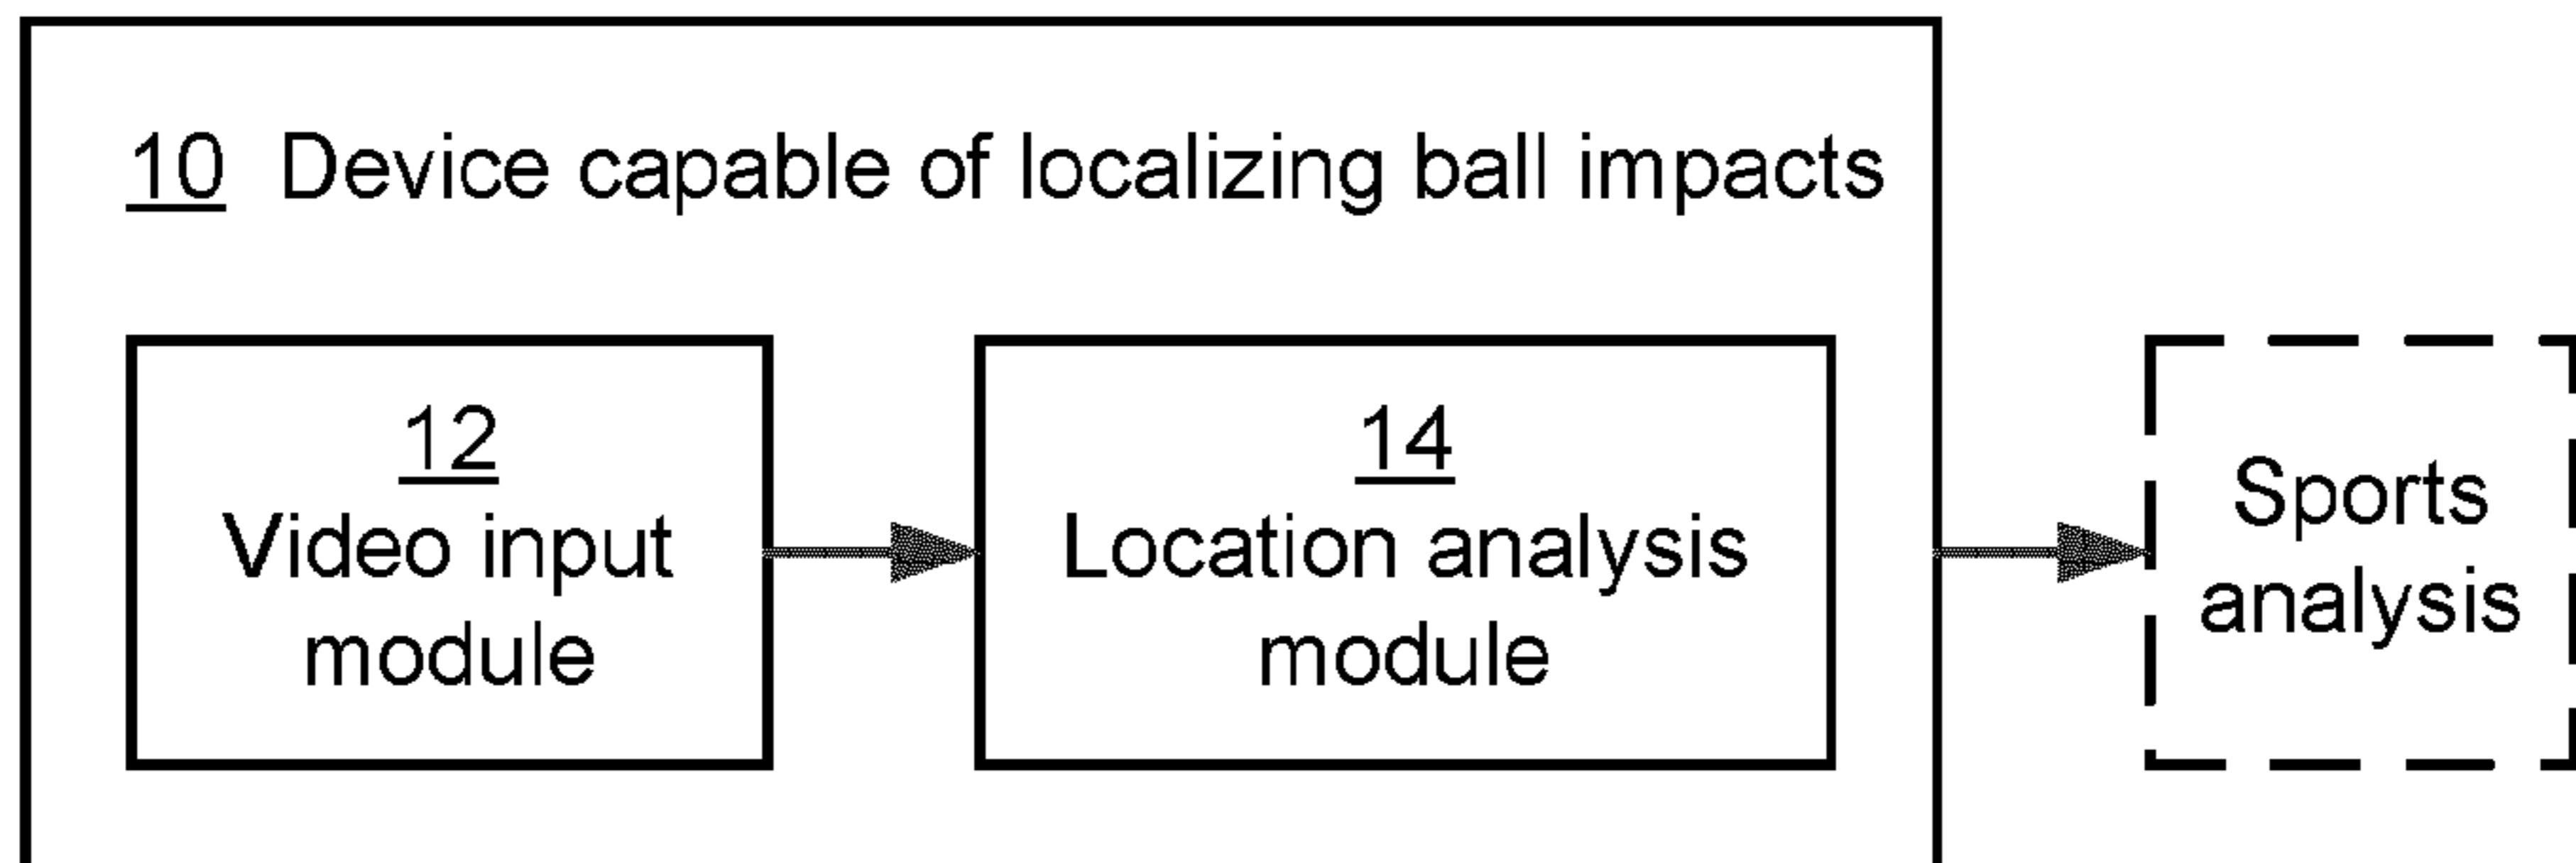 10 Device capable of localizing ball impacts
12
Video input
module
14
Location analysis
module
Sports
analysis